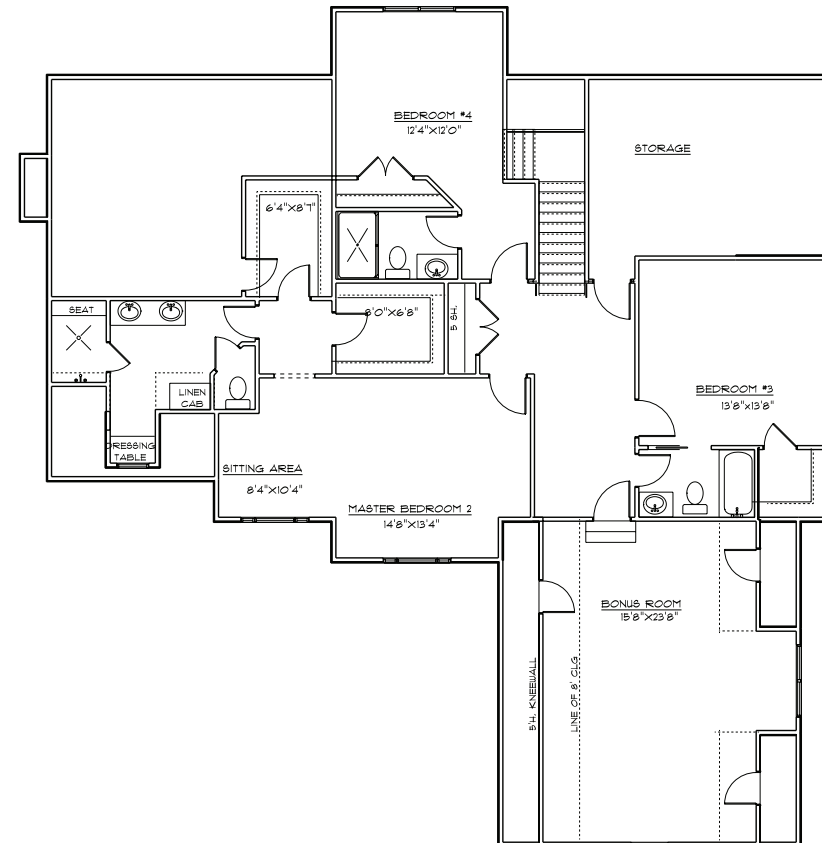 BEDROOM #4
12'4"X12'0"
STORAGE
6'4"X8'7"
SEAT
8'0"X6'8"
5 SH.
LINEN
CAB
BEDROOM #3
13'8"X13'8"
DRESSING
TABLE
SITTING AREA
8'4"X10'4"
MASTER BEDROOM 2
14'8"X13'4"
BONUS ROOM
15'8"X23'8"
5'H. KNEEWALL
LINE OF 8' CLG